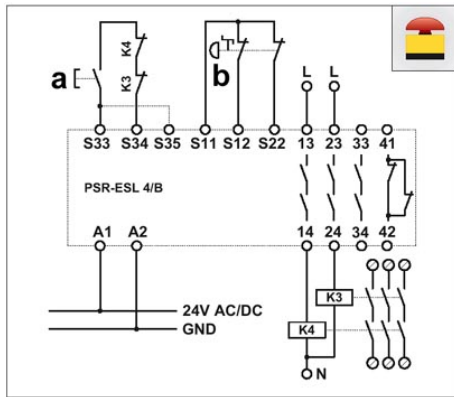 K4
K3
a
b
L L
S33 S34 S35 S11 S12 S22 13 23 33 41
PSR-ESL 4/B
A1 A2 14 24 34 42
24V AC/DC
GND
K3
K4
N